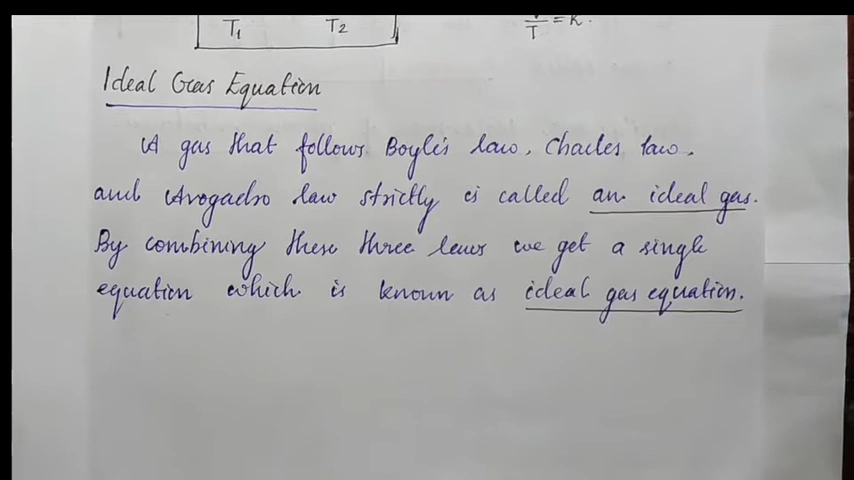 T₁ T₂
V/T = K.
Ideal Gas Equation
A gas that follows Boyle's law, Charles law,
and Avogadro law strictly is called an ideal gas.
By combining these three laws we get a single
equation which is known as ideal gas equation.